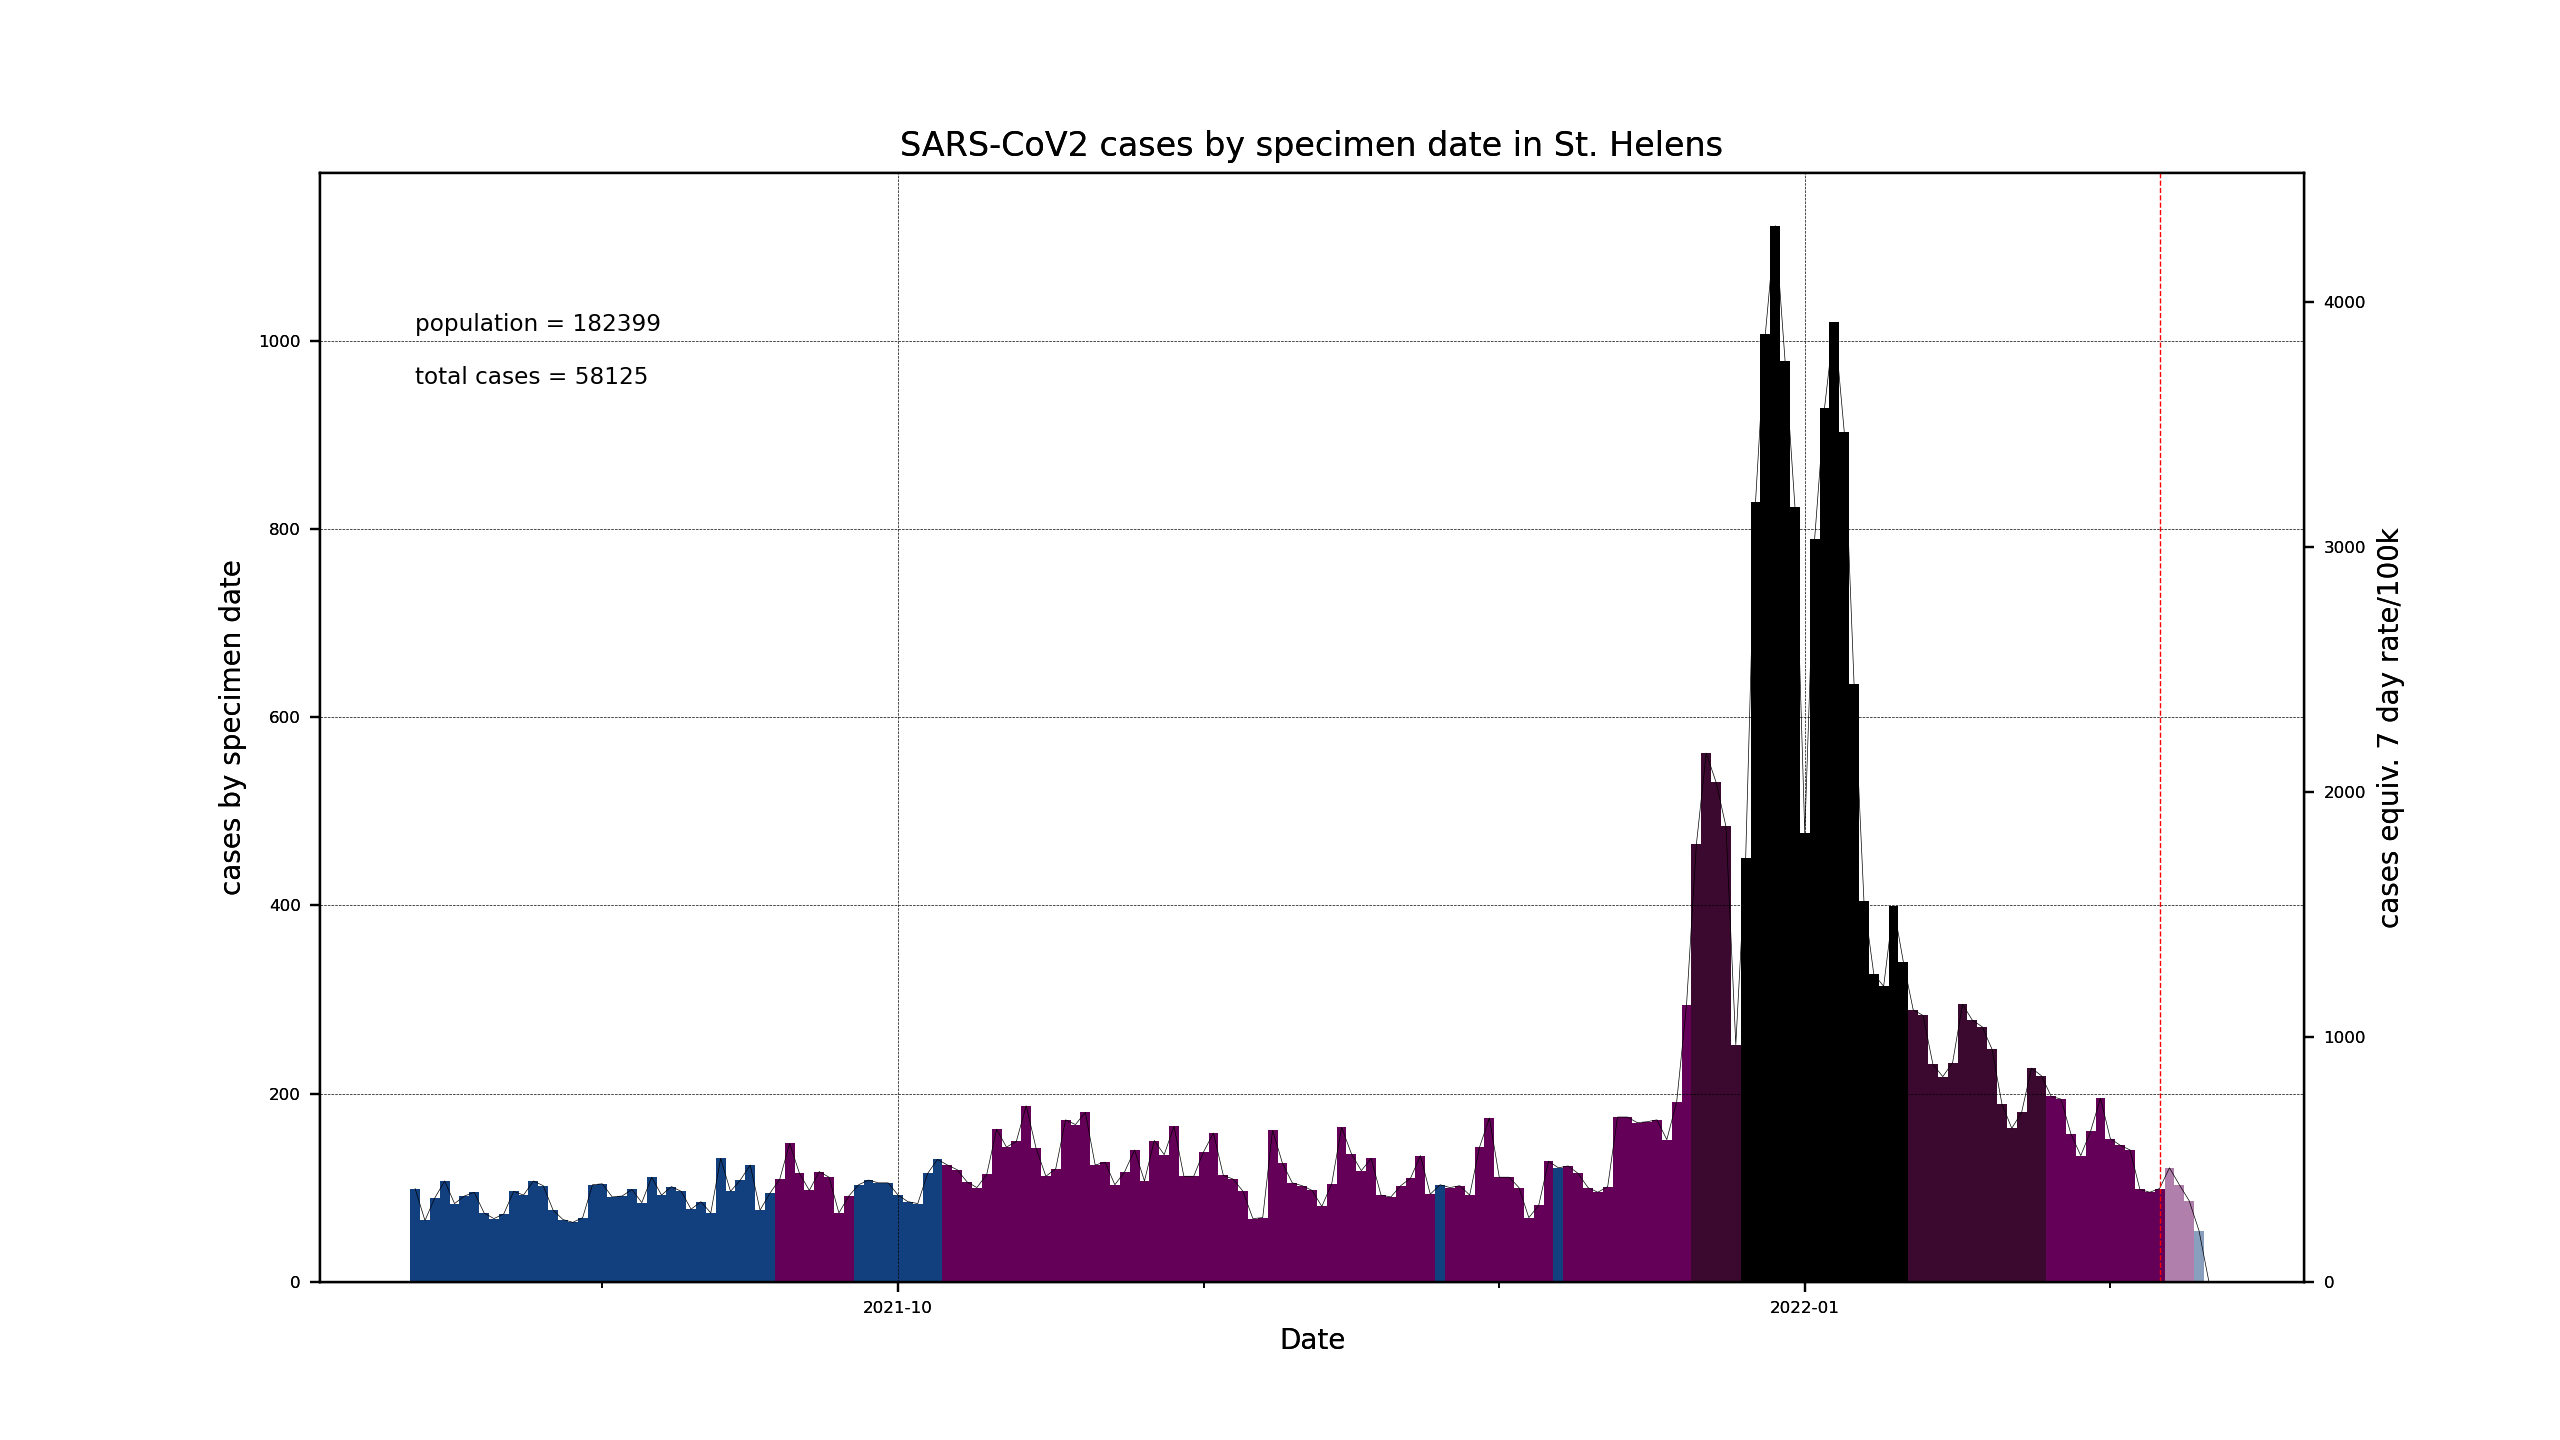 SARS-CoV2 cases by specimen date in St. Helens
population = 182399
total cases = 58125
cases by specimen date
1000
800
600
400
200
0
4000
3000
2000
1000
0
cases equiv. 7 day rate/100k
2021-10
2022-01
Date